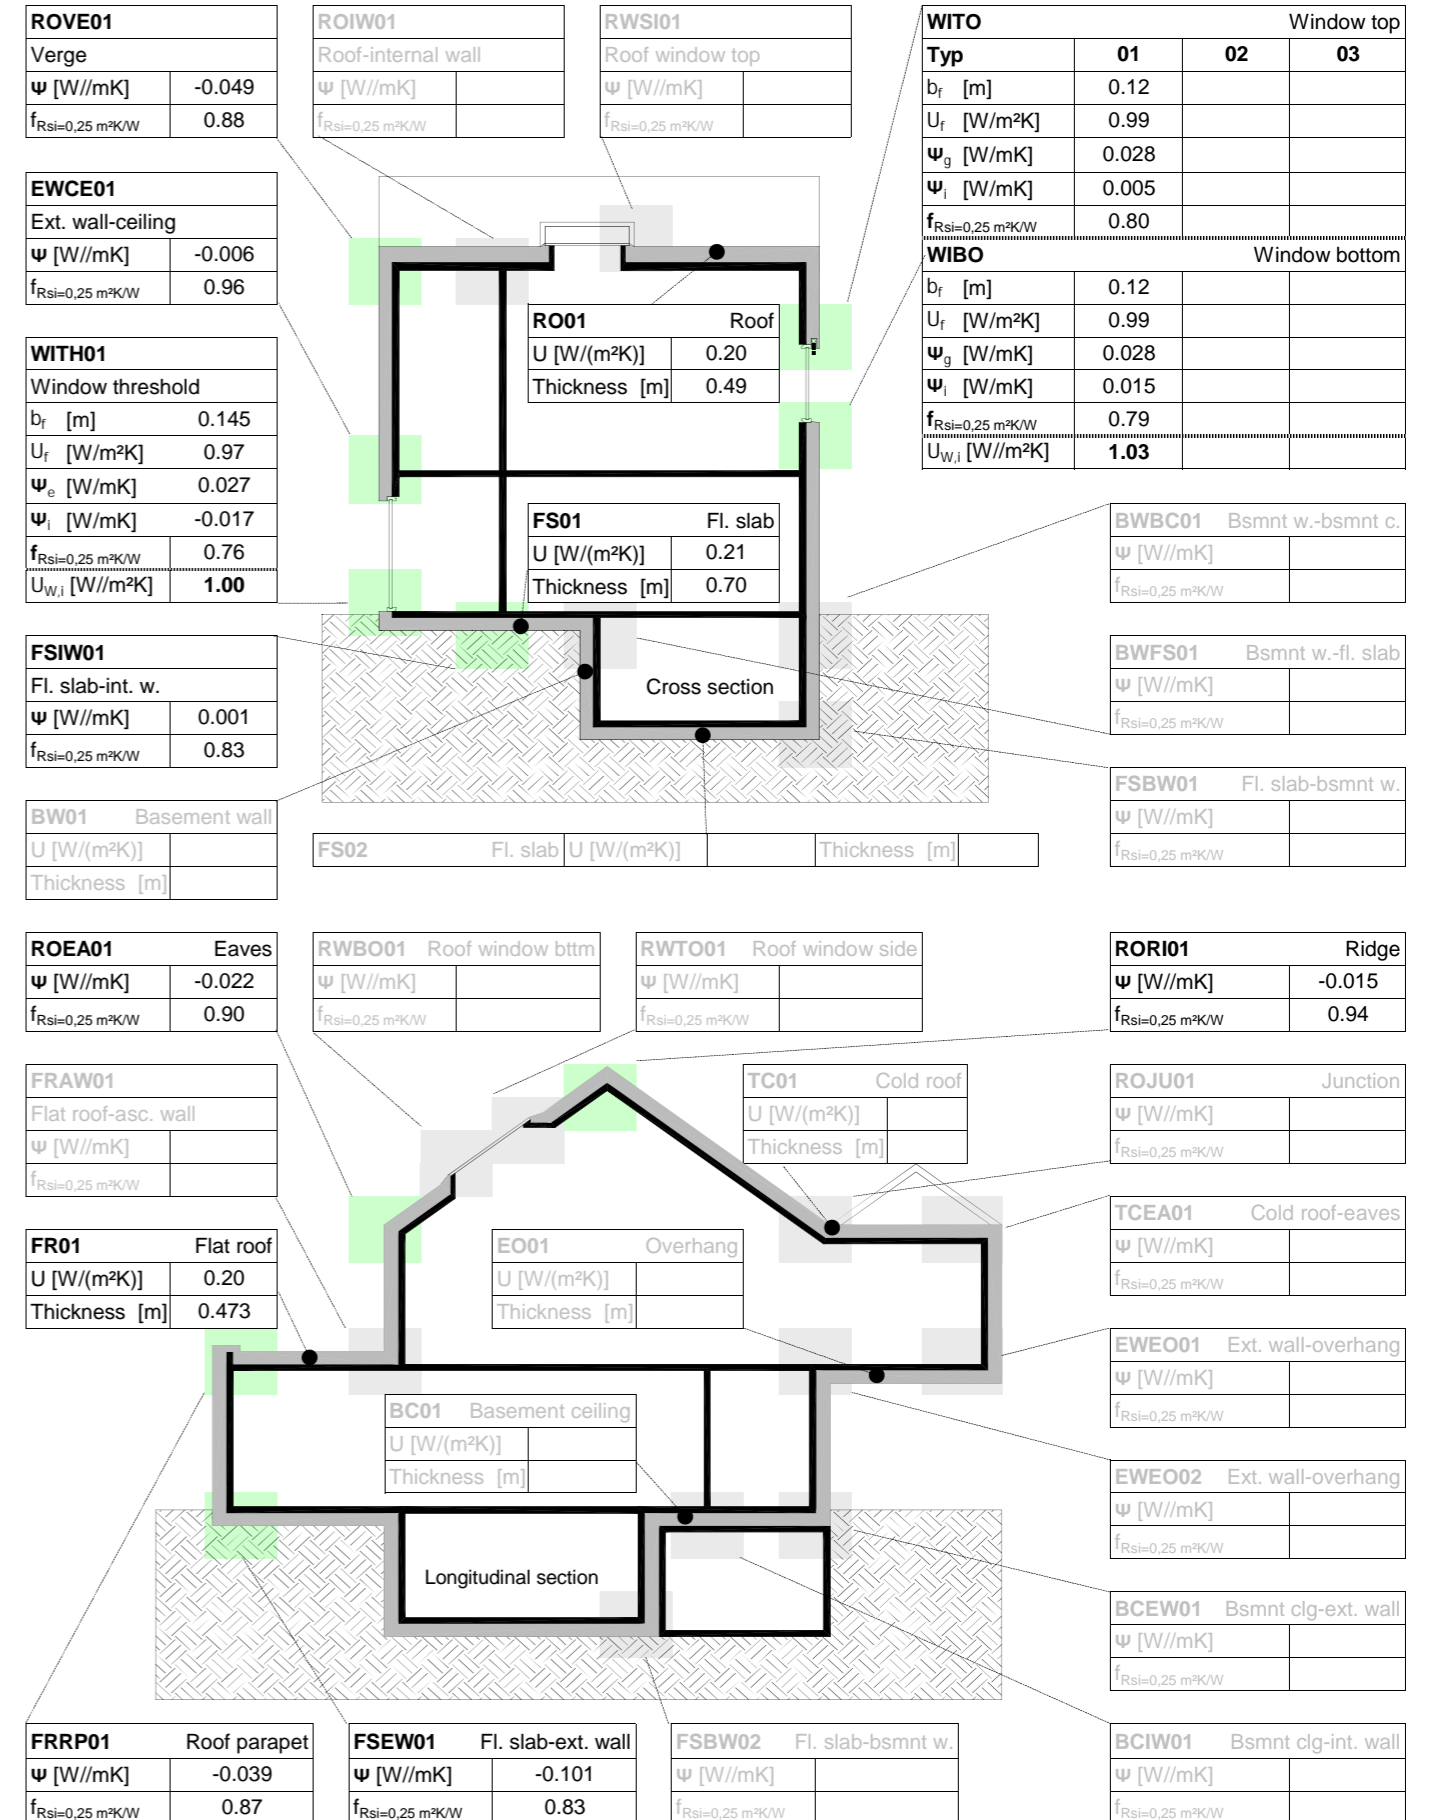 ROVE01
Verge
Ψ [W//mK] -0.049
fRsi=0,25 m²K/W 0.88
ROIW01
Roof-internal wall
Ψ [W//mK]
fRsi=0,25 m²K/W
RWSI01
Roof window top
Ψ [W//mK]
fRsi=0,25 m²K/W
WITO Window top
Typ 01 02 03
bf [m] 0.12
Uf [W/m²K] 0.99
Ψg [W/mK] 0.028
Ψi [W/mK] 0.005
fRsi=0,25 m²K/W 0.80
WIBO Window bottom
bf [m] 0.12
Uf [W/m²K] 0.99
Ψg [W/mK] 0.028
Ψi [W/mK] 0.015
fRsi=0,25 m²K/W 0.79
UW,i [W//m²K] 1.03
EWCE01
Ext. wall-ceiling
Ψ [W//mK] -0.006
fRsi=0,25 m²K/W 0.96
RO01 Roof
U [W/(m²K)] 0.20
Thickness [m] 0.49
WITH01
Window threshold
bf [m] 0.145
Uf [W/m²K] 0.97
Ψe [W/mK] 0.027
Ψi [W/mK] -0.017
fRsi=0,25 m²K/W 0.76
UW,i [W//m²K] 1.00
FS01 Fl. slab
U [W/(m²K)] 0.21
Thickness [m] 0.70
BWBC01 Bsmnt w.-bsmnt c.
Ψ [W//mK]
fRsi=0,25 m²K/W
FSIW01
Fl. slab-int. w.
Ψ [W//mK] 0.001
fRsi=0,25 m²K/W 0.83
Cross section
BWFS01 Bsmnt w.-fl. slab
Ψ [W//mK]
fRsi=0,25 m²K/W
FSBW01 Fl. slab-bsmnt w.
Ψ [W//mK]
fRsi=0,25 m²K/W
BW01 Basement wall
U [W/(m²K)]
Thickness [m]
FS02 Fl. slab U [W/(m²K)] Thickness [m]
ROEA01 Eaves
Ψ [W//mK] -0.022
fRsi=0,25 m²K/W 0.90
RWBO01 Roof window bttm
Ψ [W//mK]
fRsi=0,25 m²K/W
RWTO01 Roof window side
Ψ [W//mK]
fRsi=0,25 m²K/W
RORI01 Ridge
Ψ [W//mK] -0.015
fRsi=0,25 m²K/W 0.94
FRAW01
Flat roof-asc. wall
Ψ [W//mK]
fRsi=0,25 m²K/W
TC01 Cold roof
U [W/(m²K)]
Thickness [m]
ROJU01 Junction
Ψ [W//mK]
fRsi=0,25 m²K/W
FR01 Flat roof
U [W/(m²K)] 0.20
Thickness [m] 0.473
EO01 Overhang
U [W/(m²K)]
Thickness [m]
TCEA01 Cold roof-eaves
Ψ [W//mK]
fRsi=0,25 m²K/W
EWEO01 Ext. wall-overhang
Ψ [W//mK]
fRsi=0,25 m²K/W
BC01 Basement ceiling
U [W/(m²K)]
Thickness [m]
EWEO02 Ext. wall-overhang
Ψ [W//mK]
fRsi=0,25 m²K/W
Longitudinal section
BCEW01 Bsmnt clg-ext. wall
Ψ [W//mK]
fRsi=0,25 m²K/W
FRRP01 Roof parapet
Ψ [W//mK] -0.039
fRsi=0,25 m²K/W 0.87
FSEW01 Fl. slab-ext. wall
Ψ [W//mK] -0.101
fRsi=0,25 m²K/W 0.83
FSBW02 Fl. slab-bsmnt w.
Ψ [W//mK]
fRsi=0,25 m²K/W
BCIW01 Bsmnt clg-int. wall
Ψ [W//mK]
fRsi=0,25 m²K/W